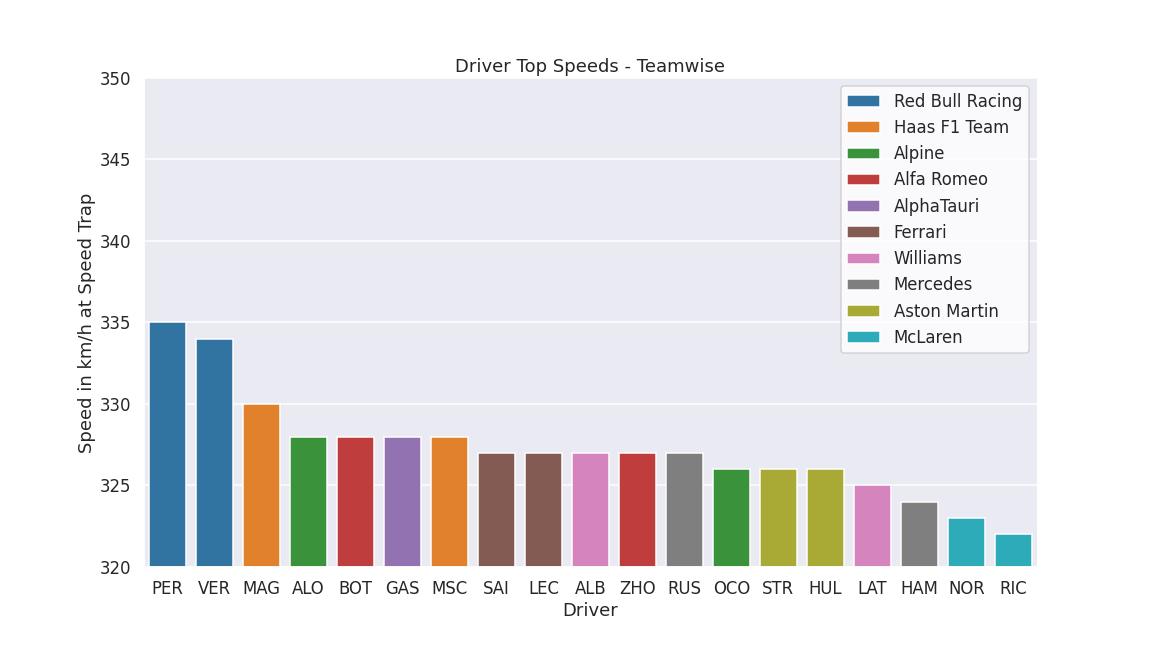 Driver Top Speeds - Teamwise
350
345
340
335
330
325
320
Speed in km/h at Speed Trap
Red Bull Racing
Haas F1 Team
Alpine
Alfa Romeo
AlphaTauri
Ferrari
Williams
Mercedes
Aston Martin
McLaren
PER VER MAG ALO BOT GAS MSC SAI LEC ALB ZHO RUS OCO STR HUL LAT HAM NOR RIC
Driver